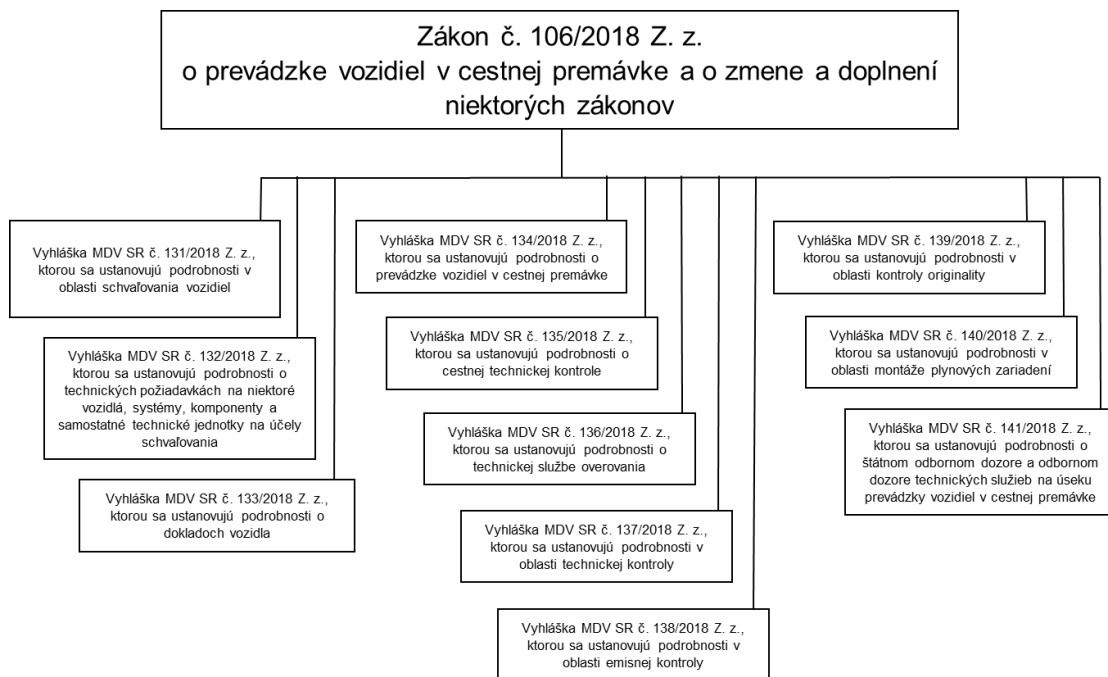 Zákon č. 106/2018 Z. z.
o prevádzke vozidiel v cestnej premávke a o zmene a doplnení
niektorých zákonov
Vyhláška MDV SR č. 131/2018 Z. z.,
ktorou sa ustanovujú podrobnosti v
oblasti schvaľovania vozidiel
Vyhláška MDV SR č. 132/2018 Z. z.,
ktorou sa ustanovujú podrobnosti o
technických požiadavkách na niektoré
vozidlá, systémy, komponenty a
samostatné technické jednotky na účely
schvaľovania
Vyhláška MDV SR č. 133/2018 Z. z.,
ktorou sa ustanovujú podrobnosti o
dokladoch vozidla
Vyhláška MDV SR č. 134/2018 Z. z.,
ktorou sa ustanovujú podrobnosti o
prevádzke vozidiel v cestnej premávke
Vyhláška MDV SR č. 135/2018 Z. z.,
ktorou sa ustanovujú podrobnosti o
cestnej technickej kontrole
Vyhláška MDV SR č. 136/2018 Z. z.,
ktorou sa ustanovujú podrobnosti o
technickej službe overovania
Vyhláška MDV SR č. 137/2018 Z. z.,
ktorou sa ustanovujú podrobnosti v
oblasti technickej kontroly
Vyhláška MDV SR č. 138/2018 Z. z.,
ktorou sa ustanovujú podrobnosti v
oblasti emisnej kontroly
Vyhláška MDV SR č. 139/2018 Z. z.,
ktorou sa ustanovujú podrobnosti v
oblasti kontroly originality
Vyhláška MDV SR č. 140/2018 Z. z.,
ktorou sa ustanovujú podrobnosti v
oblasti montáže plynových zariadení
Vyhláška MDV SR č. 141/2018 Z. z.,
ktorou sa ustanovujú podrobnosti o
štátnom odbornom dozore a odbornom
dozore technických služieb na úseku
prevádzky vozidiel v cestnej premávke